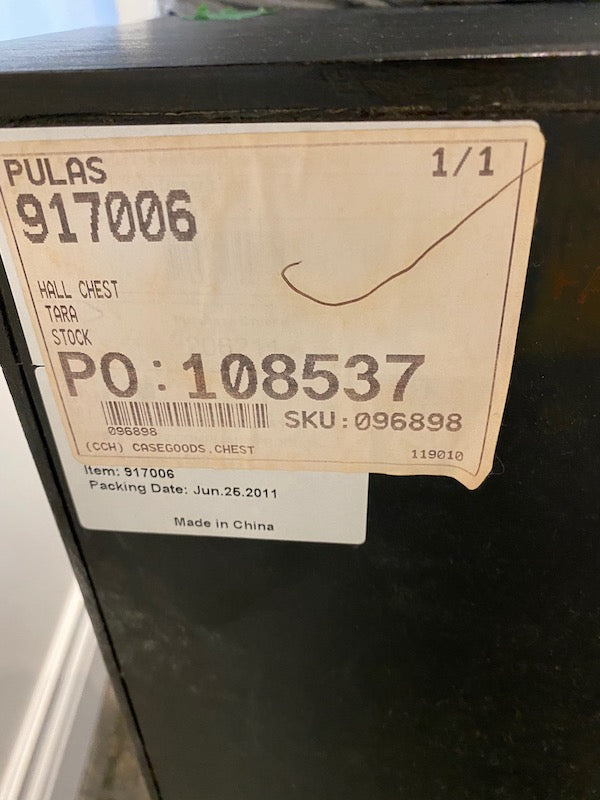 PULAS 1/1
917006
HALL CHEST
TARA
STOCK
PO:108537
096898 SKU:096898
(CCH) CASEGOODS.CHEST 119010
Item: 917006
Packing Date: Jun.25.2011
Made in China